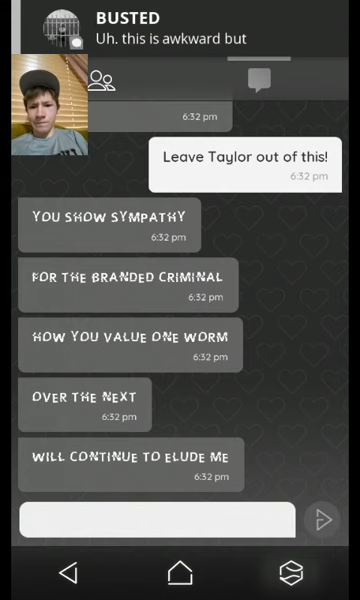 BUSTED
Uh. this is awkward but
6:32 pm
Leave Taylor out of this!
6:32 pm
YOU SHOW SYMPATHY
6:32 pm
FOR THE BRANDED CRIMINAL
6:32 pm
HOW YOU VALUE ONE WORM
6:32 pm
OVER THE NEXT
6:32 pm
WILL CONTINUE TO ELUDE ME
6:32 pm